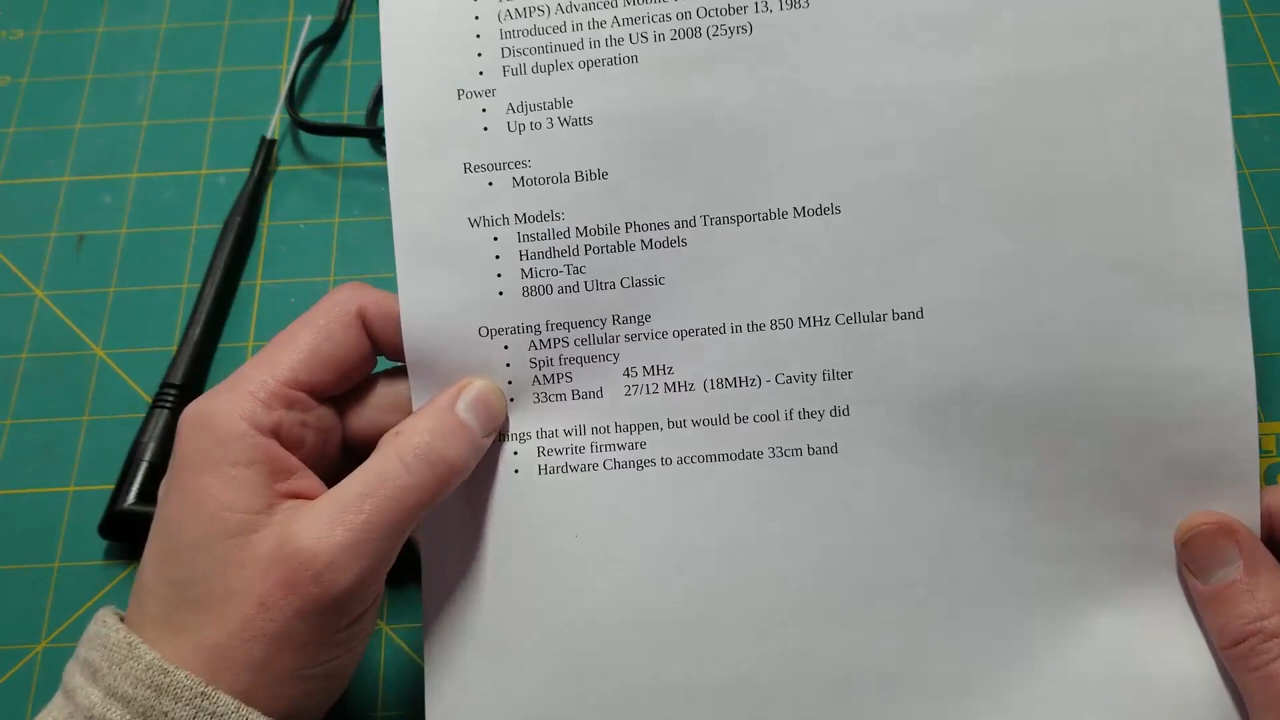 (AMPS) Advanced
Introduced in the Americas on October 13, 1983
Discontinued in the US in 2008 (25yrs)
Full duplex operation
Power
Adjustable
Up to 3 Watts
Resources:
Motorola Bible
Which Models:
Installed Mobile Phones and Transportable Models
Handheld Portable Models
Micro-Tac
8800 and Ultra Classic
Operating frequency Range
AMPS cellular service operated in the 850 MHz Cellular band
Spit frequency
AMPS 45 MHz
33cm Band 27/12 MHz (18MHz) - Cavity filter
hings that will not happen, but would be cool if they did
Rewrite firmware
Hardware Changes to accommodate 33cm band